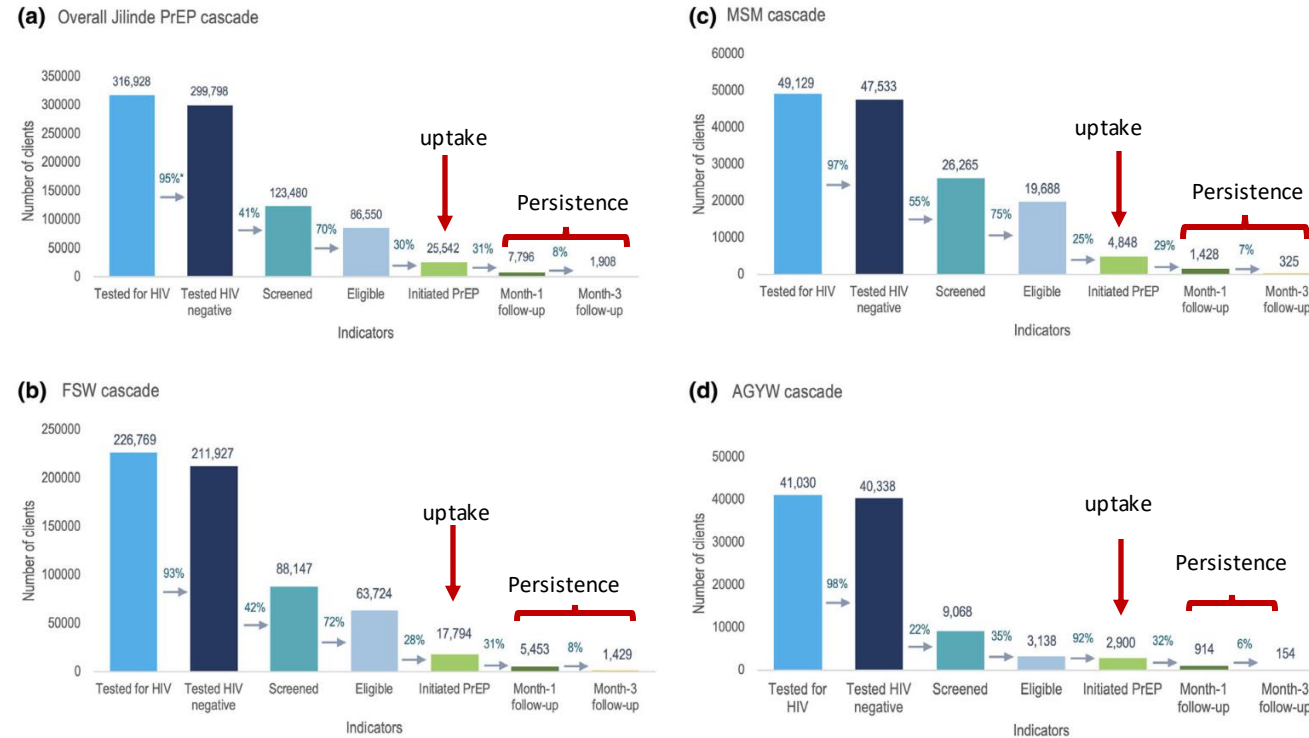 (a) Overall Jilinde PrEP cascade
Number of clients
350000
300000
250000
200000
150000
100000
50000
0
316,928
299,798
123,480
86,550
25,542
7,796
1,908
95%*
41%
70%
30%
31%
8%
uptake
Persistence
Tested for HIV
Tested HIV
negative
Screened
Eligible
Initiated PrEP
Month-1
follow-up
Month-3
follow-up
Indicators
(c) MSM cascade
Number of clients
60000
50000
40000
30000
20000
10000
0
49,129
47,533
26,265
19,688
4,848
1,428
325
97%
55%
75%
25%
29%
7%
uptake
Persistence
Tested for HIV
Tested HIV
negative
Screened
Eligible
Initiated PrEP
Month-1
follow-up
Month-3
follow-up
Indicators
(b) FSW cascade
Number of clients
250000
200000
150000
100000
50000
0
226,769
211,927
88,147
63,724
17,794
5,453
1,429
93%
42%
72%
28%
31%
8%
uptake
Persistence
Tested for HIV
Tested HIV
negative
Screened
Eligible
Initiated PrEP
Month-1
follow-up
Month-3
follow-up
Indicators
(d) AGYW cascade
Number of clients
50000
40000
30000
20000
10000
0
41,030
40,338
9,068
3,138
2,900
914
154
98%
22%
35%
92%
32%
6%
uptake
Persistence
Tested for
HIV
Tested HIV
negative
Screened
Eligible
Initiated PrEP
Month-1
follow-up
Month-3
follow-up
Indicators